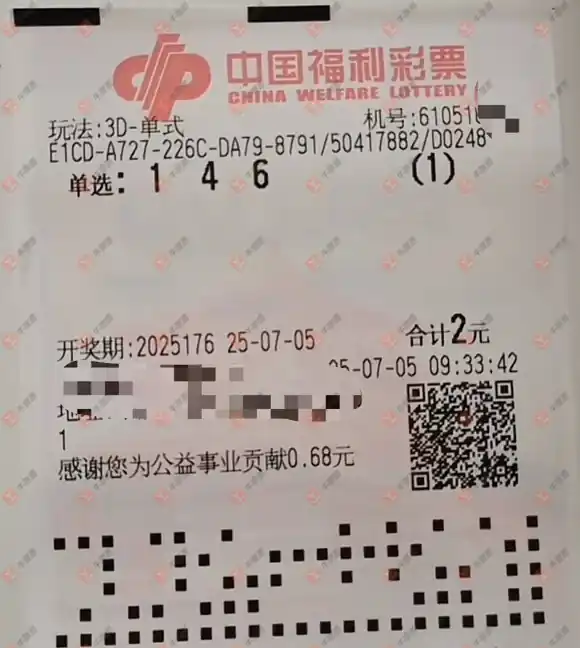 中国福利彩票
CHINA WELFARE LOTTERY
玩法:3D-单式 机号:61051
E1CD-A727-226C-DA79-8791/50417882/D0248
单选: 1 4 6 (1)
开奖期:2025176 25-07-05 合计2元
5-07-05 09:33:42
1
感谢您为公益事业贡献0.68元